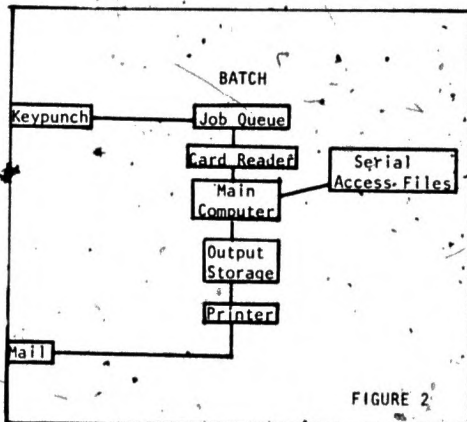 BATCH
Keypunch
Job Queue
Card Reader
Serial
Access Files
Main
Computer
Output
Storage
Printer
Mail
FIGURE 2